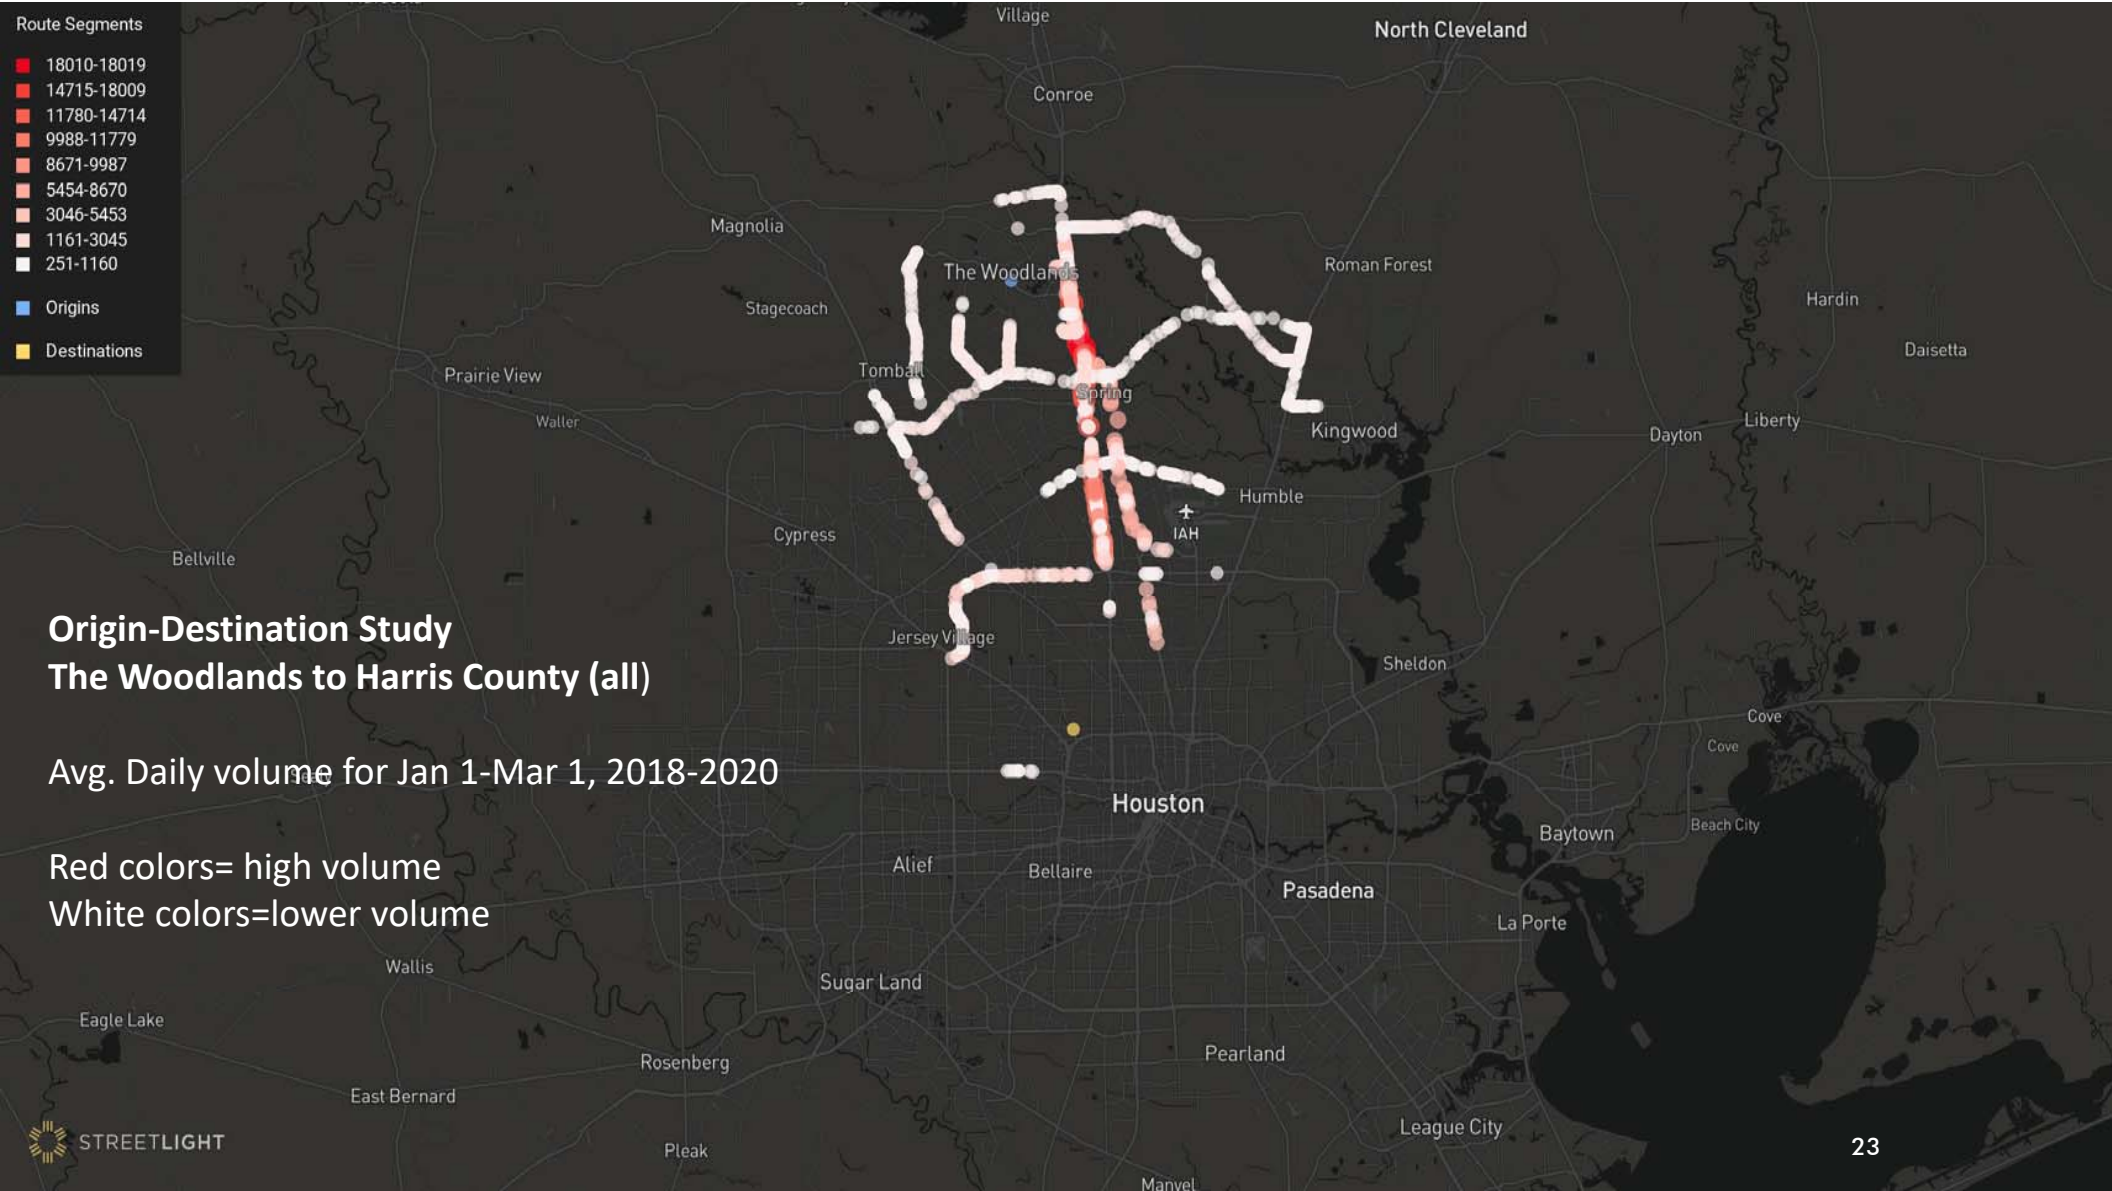 Route Segments
18010-18019
14715-18009
11780-14714
9988-11779
8671-9987
5454-8670
3046-5453
1161-3045
251-1160
Origins
Destinations
Village
North Cleveland
Conroe
Magnolia
The Woodlands
Roman Forest
Stagecoach
Hardin
Daisetta
Prairie View
Tomball
Spring
Waller
Kingwood
Liberty
Dayton
Humble
Cypress
IAH
Bellville
Origin-Destination Study
Jersey Village
The Woodlands to Harris County (all)
Sheldon
Cove
Cove
Avg. Daily volume for Jan 1-Mar 1, 2018-2020
Houston
Beach City
Baytown
Red colors= high volume
Alief
Bellaire
Pasadena
White colors=lower volume
La Porte
Wallis
Sugar Land
Eagle Lake
Pearland
Rosenberg
East Bernard
League City
STREETLIGHT
23
Pleak
Manvel